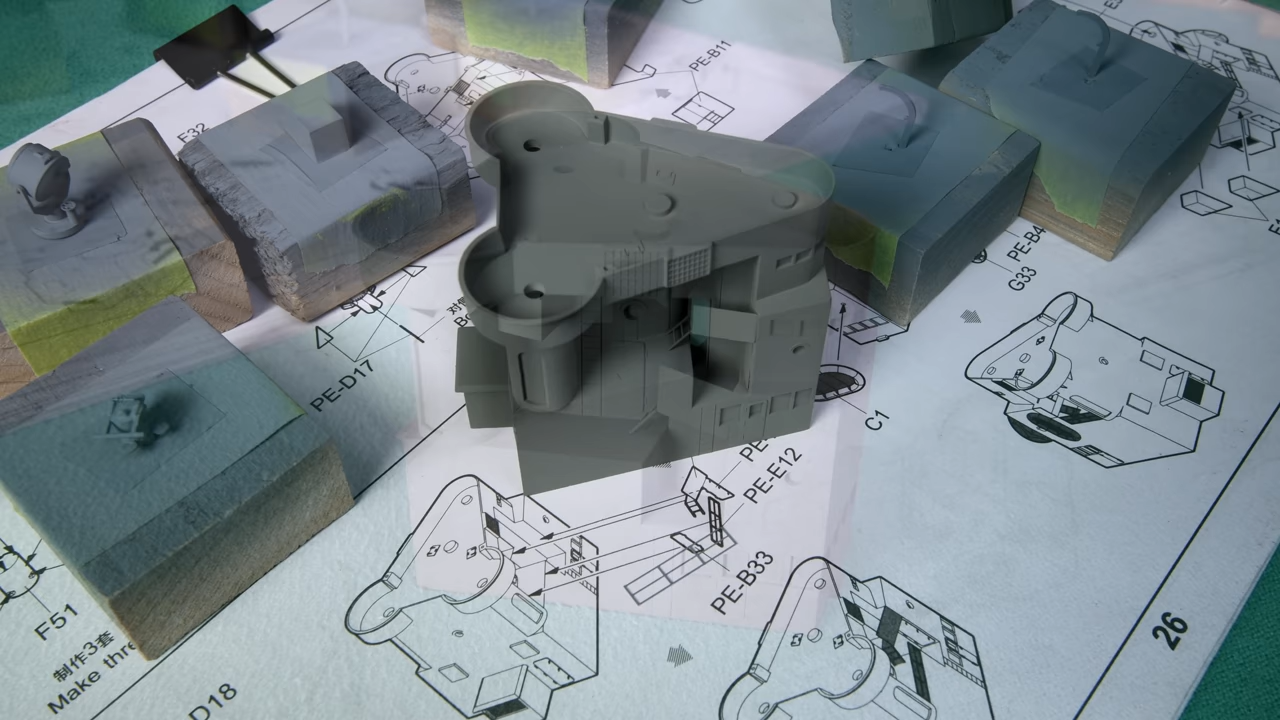 PE-B11
E32
PE-B4
G33
PE-D17
C1
PE-E12
PE-B33
F51
制作3套
Make thre
D18
26